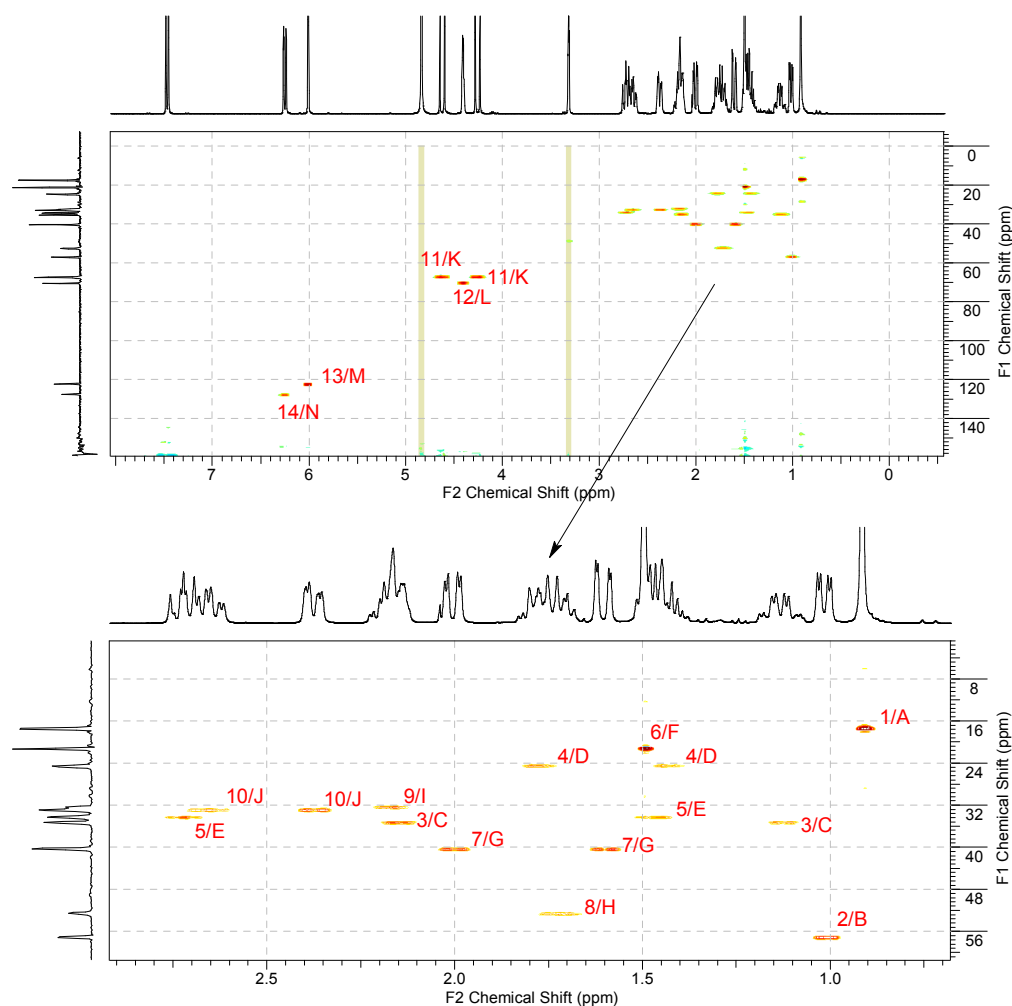 11/K
11/K
12/L
13/M
14/N
0
20
40
60
80
100
120
140
F1 Chemical Shift (ppm)
7 6 5 4 3 2 1 0
F2 Chemical Shift (ppm)
1/A
6/F
4/D 4/D
10/J 10/J 9/I
5/E 3/C 5/E 3/C
7/G 7/G
8/H
2/B
8
16
24
32
40
48
56
F1 Chemical Shift (ppm)
2.5 2.0 1.5 1.0
F2 Chemical Shift (ppm)